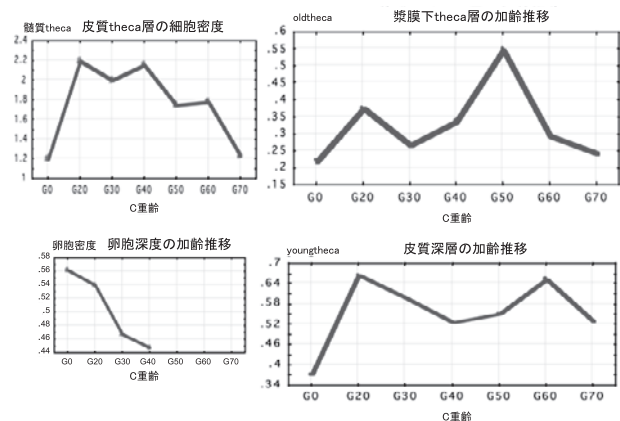 髄質theca 皮質theca層の細胞密度
2.4
2.2
2
1.8
1.6
1.4
1.2
1
G0 G20 G30 G40 G50 G60 G70
C重齢
oldtheca 漿膜下theca層の加齢推移
.6
.55
.5
.45
.4
.35
.3
.25
.2
.15
G0 G20 G30 G40 G50 G60 G70
C重齢
卵胞密度 卵胞深度の加齢推移
.58
.56
.54
.52
.5
.48
.46
.44
G0 G20 G30 G40 G50 G60 G70
C重齢
youngtheca 皮質深層の加齢推移
.7
.64
.58
.52
.46
.4
.34
G0 G20 G30 G40 G50 G60 G70
C重齢